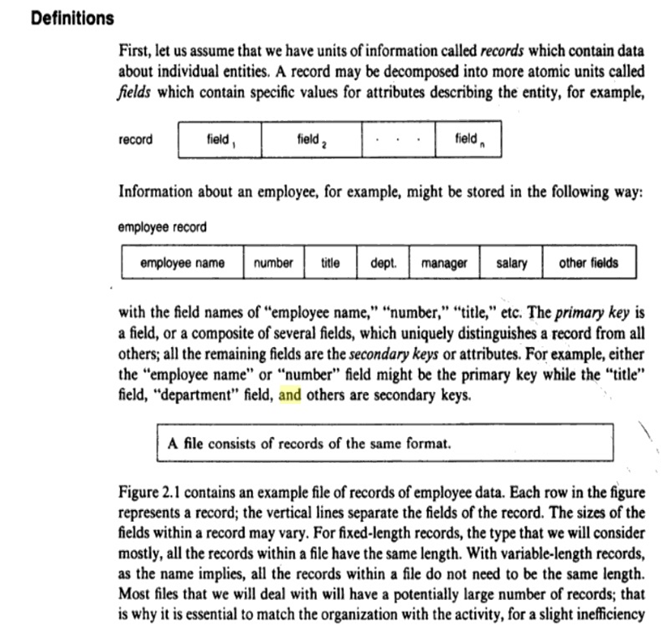 Definitions
First, let us assume that we have units of information called records which contain data
about individual entities. A record may be decomposed into more atomic units called
fields which contain specific values for attributes describing the entity, for example,
record field 1 field 2 . . . field n
Information about an employee, for example, might be stored in the following way:
employee record
employee name number title dept. manager salary other fields
with the field names of “employee name,” “number,” “title,” etc. The primary key is
a field, or a composite of several fields, which uniquely distinguishes a record from all
others; all the remaining fields are the secondary keys or attributes. For example, either
the “employee name” or “number” field might be the primary key while the “title”
field, “department” field, and others are secondary keys.
A file consists of records of the same format.
Figure 2.1 contains an example file of records of employee data. Each row in the figure
represents a record; the vertical lines separate the fields of the record. The sizes of the
fields within a record may vary. For fixed-length records, the type that we will consider
mostly, all the records within a file have the same length. With variable-length records,
as the name implies, all the records within a file do not need to be the same length.
Most files that we will deal with will have a potentially large number of records; that
is why it is essential to match the organization with the activity, for a slight inefficiency